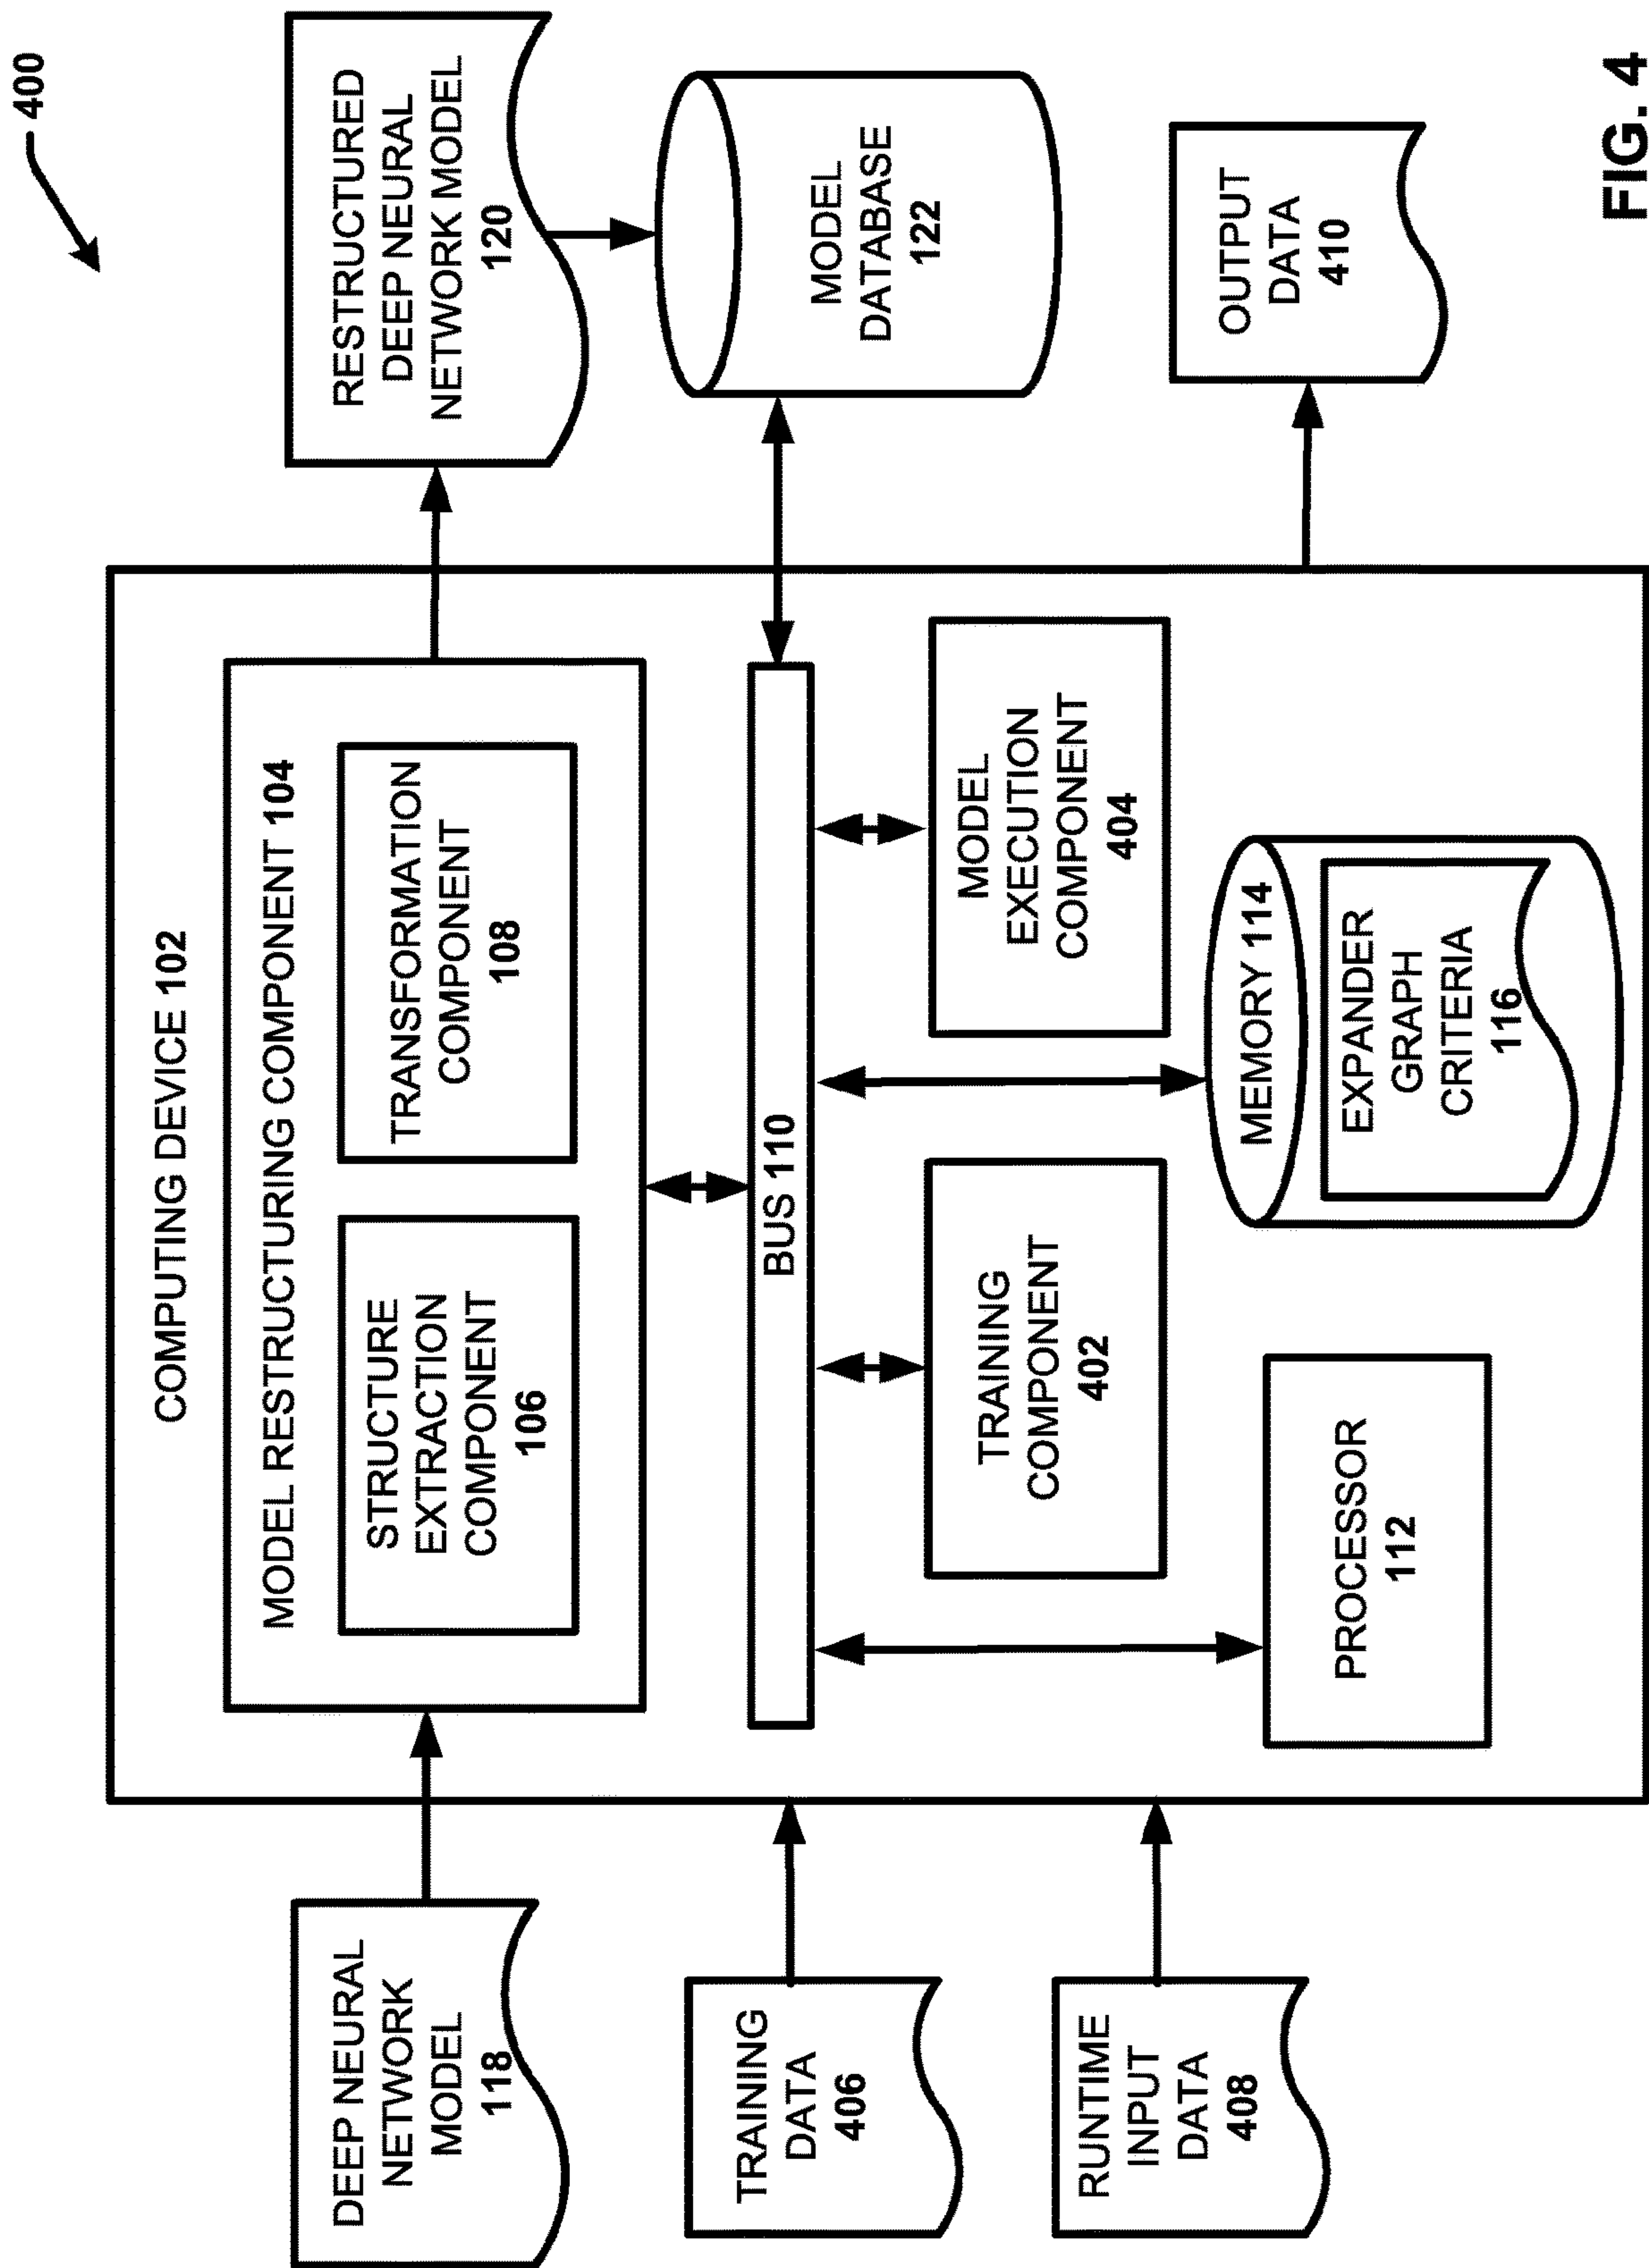 400
COMPUTING DEVICE 102
MODEL RESTRUCTURING COMPONENT 104
STRUCTURE
EXTRACTION
COMPONENT
106
TRANSFORMATION
COMPONENT
108
DEEP NEURAL
NETWORK
MODEL
118
RESTRUCTURED
DEEP NEURAL
NETWORK MODEL
120
BUS 110
MODEL
DATABASE
122
TRAINING
DATA
406
TRAINING
COMPONENT
402
MODEL
EXECUTION
COMPONENT
404
RUNTIME
INPUT
DATA
408
PROCESSOR
112
MEMORY 114
EXPANDER
GRAPH
CRITERIA
116
OUTPUT
DATA
410
FIG. 4